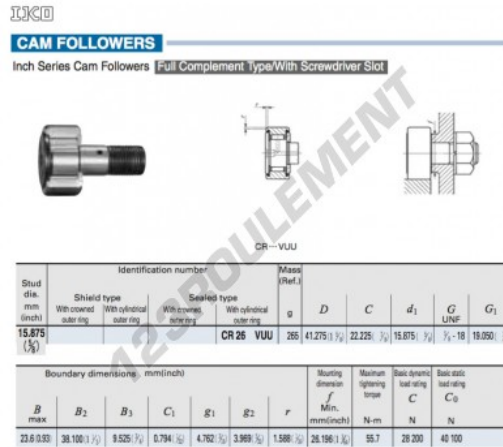 IKO
CAM FOLLOWERS
Inch Series Cam Followers Full Complement Type/With Screwdriver Slot
CR···VUU
123ROULEMENT
Stud dia. mm (inch) Identification number Mass (Ref.) g
Shield type Sealed type
With crowned outer ring With cylindrical outer ring With crowned outer ring With cylindrical outer ring D C d1 G UNF G1
15.875 (5/8) CR 26 VUU 265 41.275 22.225 15.875 - 18 19.050
Boundary dimensions mm(inch) Mounting dimension f Min. mm(inch) Maximum tightening torque N-m Basic dynamic load rating C N Basic static load rating C0 N
B max B2 B3 C1 g1 g2 r
23.6(0.93) 38.100 9.525 0.794 4.762 3.969 1.588 26.196 55.7 28 200 40 100